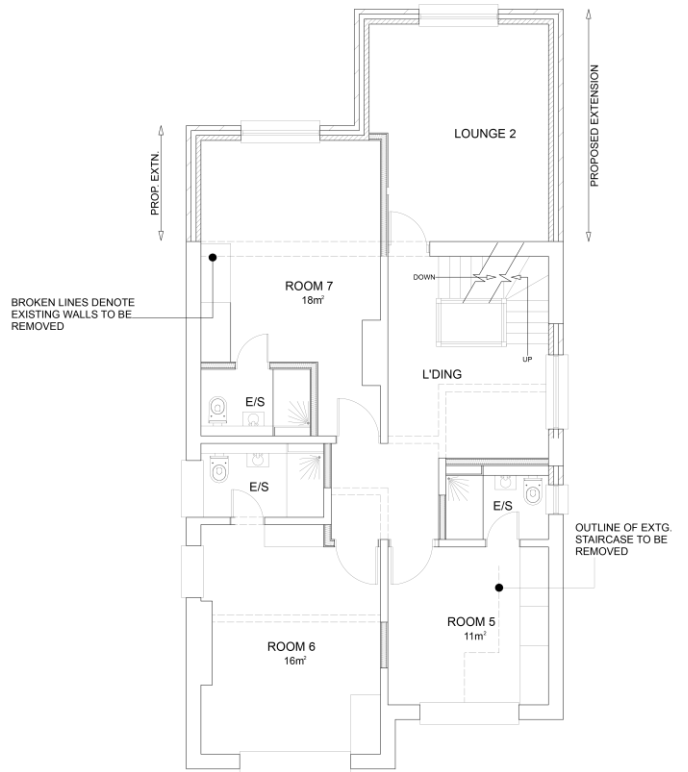 LOUNGE 2
PROPOSED EXTENSION
PROP. EXTN.
DOWN
ROOM 7
18m²
BROKEN LINES DENOTE
EXISTING WALLS TO BE
REMOVED
UP
L'DING
E/S
E/S
E/S
OUTLINE OF EXTG.
STAIRCASE TO BE
REMOVED
ROOM 5
11m²
ROOM 6
16m²